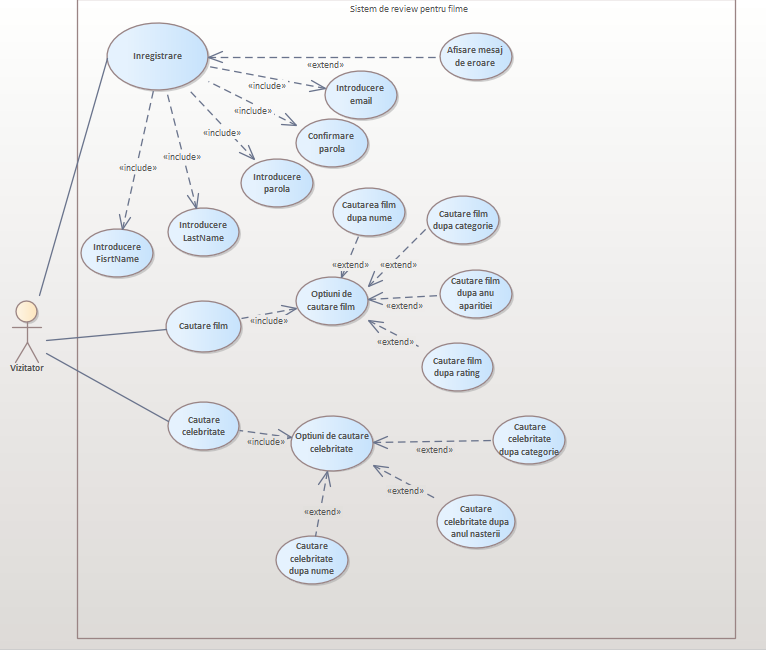 Sistem de review pentru filme
Inregistrare
Afisare mesaj
de eroare
«extend»
«include»
Introducere
email
«include»
Confirmare
parola
«include»
Introducere
parola
«include»
Introducere
LastName
«include»
Introducere
FisrtName
Cautarea film
dupa nume
Cautare film
dupa categorie
«extend»
«extend»
Optiuni de
cautare film
Cautare film
dupa anu
aparitiei
«extend»
Cautare film
«include»
«extend»
Cautare film
dupa rating
Vizitator
Cautare
celebritate
«include»
Optiuni de cautare
celebritate
«extend»
Cautare
celebritate
dupa categorie
«extend»
Cautare
celebritate dupa
anul nasterii
«extend»
Cautare
celebritate
dupa nume